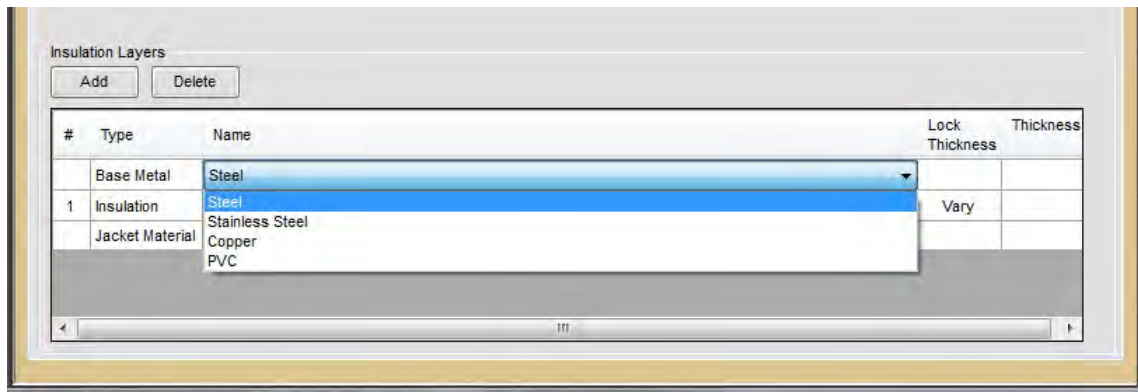 Insulation Layers
Add Delete
# Type Name Lock Thickness Thickness
Base Metal Steel
1 Insulation Steel Vary
Stainless Steel
Jacket Material Copper
PVC